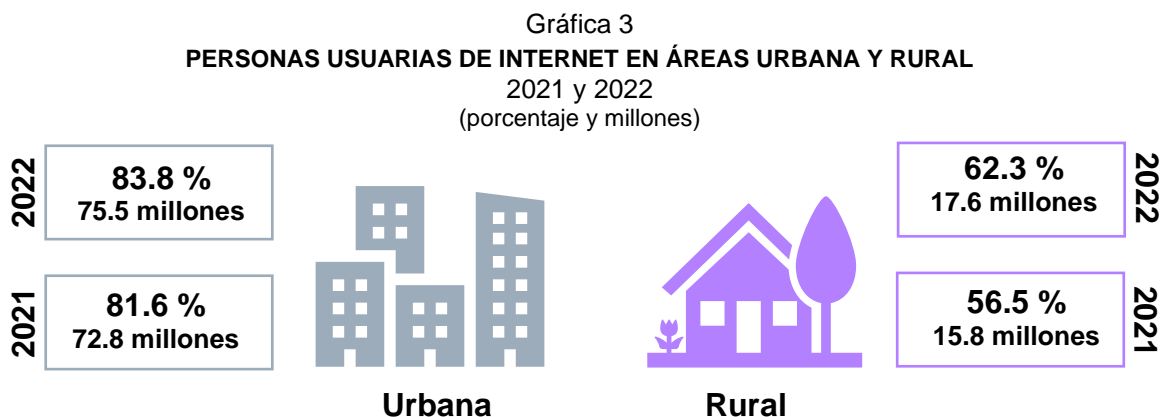 Gráfica 3
PERSONAS USUARIAS DE INTERNET EN ÁREAS URBANA Y RURAL
2021 y 2022
(porcentaje y millones)
2022
83.8 %
75.5 millones
2021
81.6 %
72.8 millones
62.3 %
17.6 millones
2022
56.5 %
15.8 millones
2021
Urbana
Rural